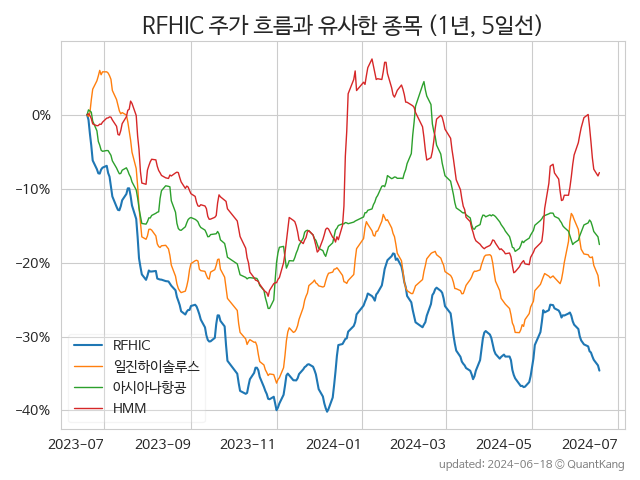 RFHIC 주가 흐름과 유사한 종목 (1년, 5일선)
0%
−10%
−20%
−30%
−40%
RFHIC
일진하이솔루스
아시아나항공
HMM
2023-07 2023-09 2023-11 2024-01 2024-03 2024-05 2024-07
updated: 2024-06-18 © QuantKang